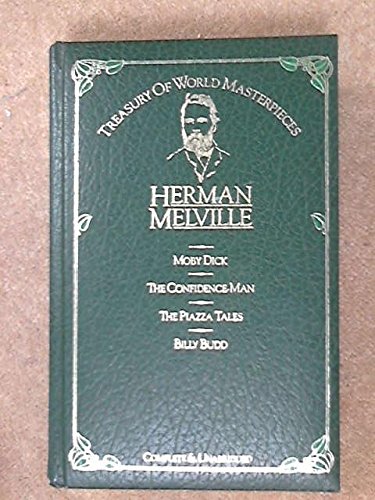 TREASURY OF WORLD MASTERPIECES
HERMAN
MELVILLE
MOBY DICK
THE CONFIDENCE-MAN
THE PIAZZA TALES
BILLY BUDD
COMPLETE & UNABRIDGED